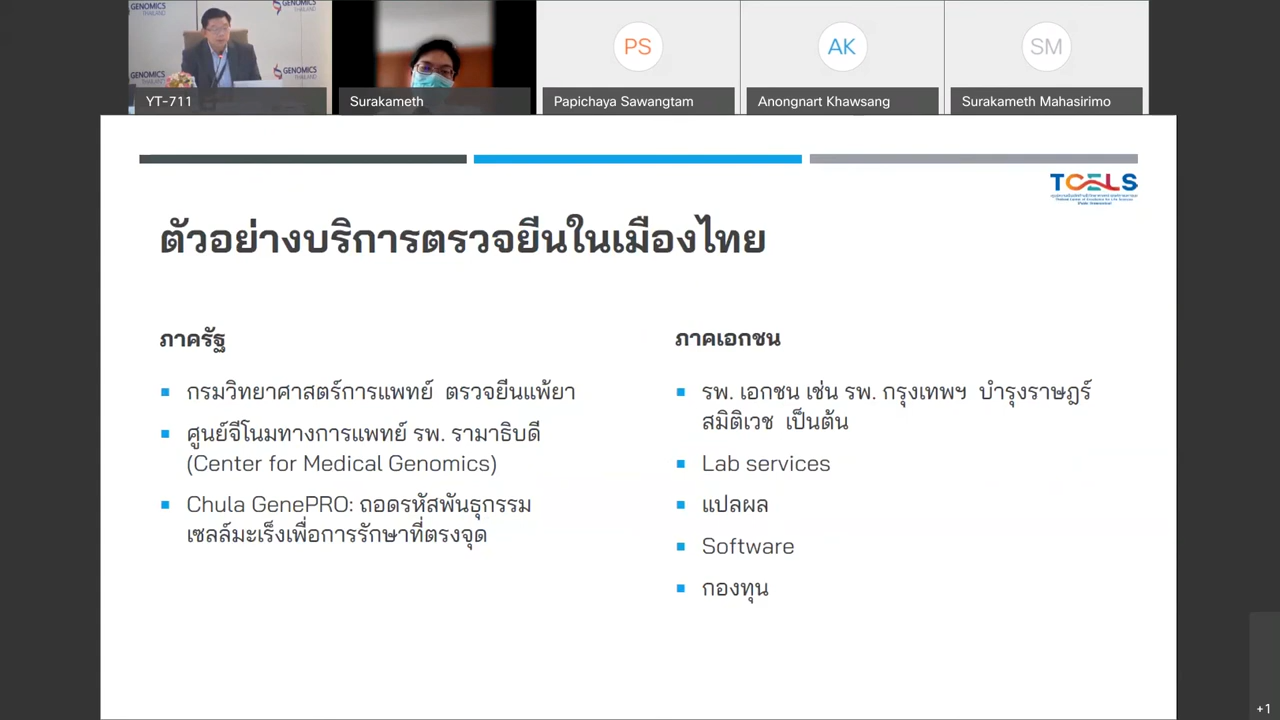 GENOMICS
THAILAND
GENOMICS
GENOMICS
THAILAND
GENOMICS
THAILAND
YT-711
Surakameth
PS
Papichaya Sawangtam
AK
Anongnart Khawsang
SM
Surakameth Mahasirimo
TCELS
ตัวอย่างบริการตรวจยีนในเมืองไทย
ภาครัฐ
กรมวิทยาศาสตร์การแพทย์ ตรวจยีนแพ้ยา
ศูนย์จีโนมทางการแพทย์ รพ. รามาธิบดี
(Center for Medical Genomics)
Chula GenePRO: ถอดรหัสพันธุกรรม
เซลล์มะเร็งเพื่อการรักษาที่ตรงจุด
ภาคเอกชน
รพ. เอกชน เช่น รพ. กรุงเทพฯ บำรุงราษฎร์
สมิติเวช เป็นต้น
Lab services
แปลผล
Software
กองทุน
+1